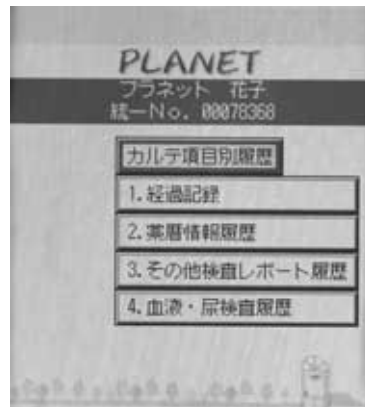 PLANET
プラネット 花子
統一No. 00078368
カルテ項目別履歴
1.経過記録
2.薬暦情報履歴
3.その他検査レポート履歴
4.血液・尿検査履歴